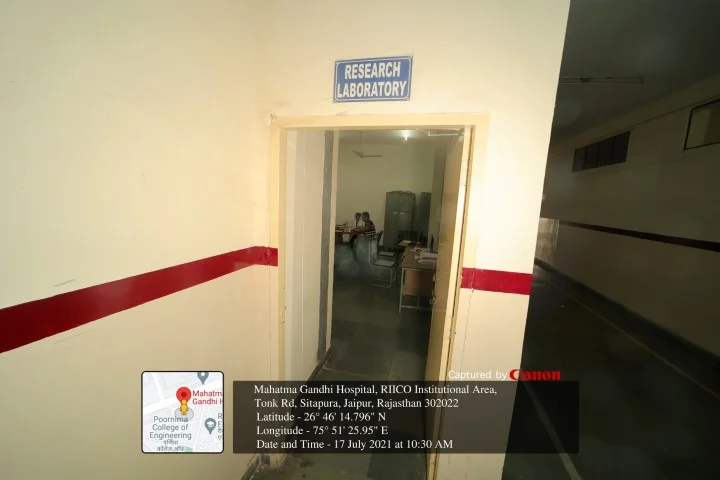 RESEARCH
LABORATORY
Captured by Canon
Mahatma Gandhi Hospital, RIICO Institutional Area,
Tonk Rd, Sitapura, Jaipur, Rajasthan 302022
Latitude - 26° 46' 14.796" N
Longitude - 75° 51' 25.95" E
Date and Time - 17 July 2021 at 10:30 AM
Mahatm
Gandhi H
Poornima
College of
Engineering